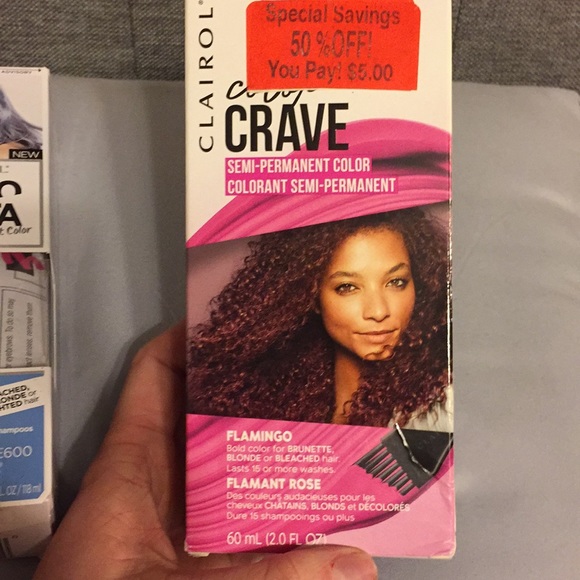 Special Savings
50 %OFF!
You Pay! $5.00
CLAIROL
CRAVE
SEMI-PERMANENT COLOR
COLORANT SEMI-PERMANENT
FLAMINGO
Bold color for BRUNETTE,
BLONDE or BLEACHED hair.
Lasts 15 or more washes.
FLAMANT ROSE
Des couleurs audacieuses pour les
cheveux CHÂTAINS, BLONDS et DÉCOLORÉS
Dure 15 shampooings ou plus
60 mL (2.0 FL OZ)
NEW
Color